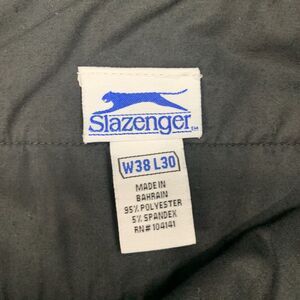 Slazenger
W38 L30
MADE IN
BAHRAIN
95% POLYESTER
5% SPANDEX
RN# 104141